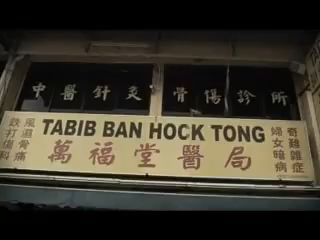 中醫針灸 骨傷診所
TABIB BAN HOCK TONG
萬福堂醫局
風濕骨痛
跌打傷科
奇難雜症
婦女暗病